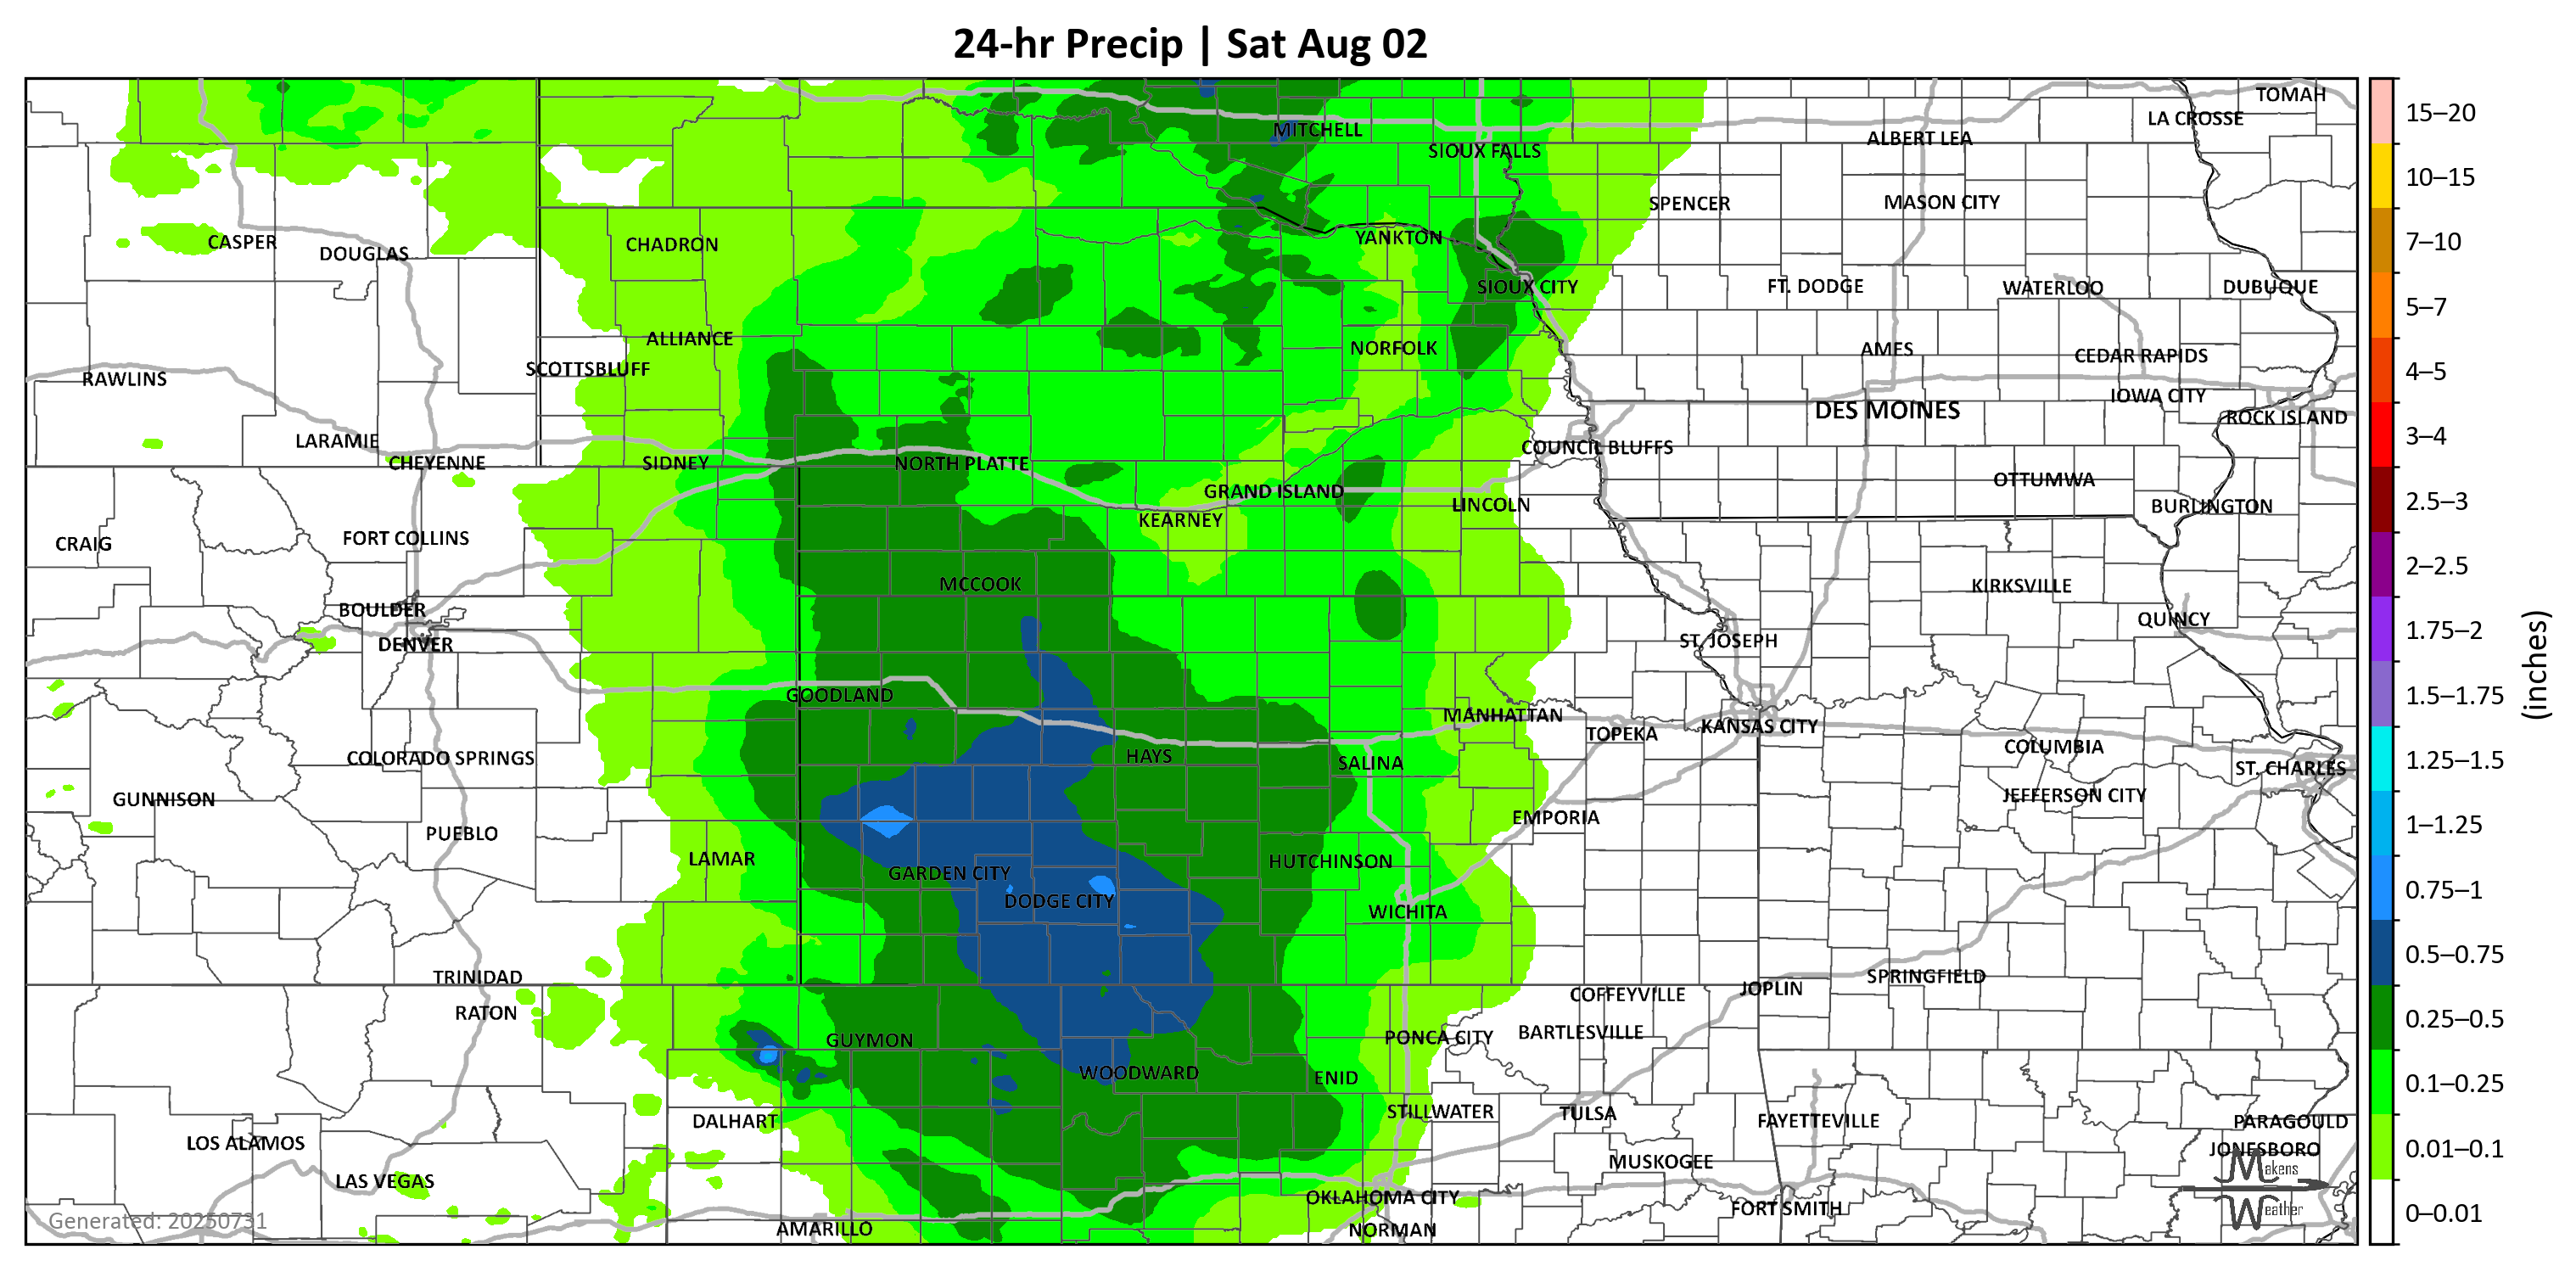 24-hr Precip | Sat Aug 02
TOMAH
LA CROSSE
MITCHELL
ALBERT LEA
SIOUX FALLS
SPENCER
MASON CITY
YANKTON
CASPER
CHADRON
DOUGLAS
SIOUX CITY
FT. DODGE
WATERLOO
DUBUQUE
ALLIANCE
NORFOLK
AMES
CEDAR RAPIDS
SCOTTSBLUFF
RAWLINS
IOWA CITY
DES MOINES
ROCK ISLAND
LARAMIE
COUNCIL BLUFFS
CHEYENNE
SIDNEY
NORTH PLATTE
OTTUMWA
GRAND ISLAND
LINCOLN
BURLINGTON
KEARNEY
FORT COLLINS
CRAIG
MCCOOK
KIRKSVILLE
BOULDER
QUINCY
DENVER
ST. JOSEPH
GOODLAND
MANHATTAN
KANSAS CITY
TOPEKA
COLUMBIA
COLORADO SPRINGS
HAYS
SALINA
ST. CHARLES
GUNNISON
JEFFERSON CITY
EMPORIA
PUEBLO
LAMAR
HUTCHINSON
GARDEN CITY
DODGE CITY
WICHITA
TRINIDAD
SPRINGFIELD
JOPLIN
COFFEYVILLE
RATON
BARTLESVILLE
PONCA CITY
GUYMON
WOODWARD
ENID
STILLWATER
TULSA
DALHART
FAYETTEVILLE
PARAGOULD
LOS ALAMOS
JONESBORO
MUSKOGEE
LAS VEGAS
OKLAHOMA CITY
FORT SMITH
AMARILLO
NORMAN
Generated: 20250731
Makens
Weather
15–20
10–15
7–10
5–7
4–5
3–4
2.5–3
2–2.5
1.75–2
1.5–1.75
1.25–1.5
1–1.25
0.75–1
0.5–0.75
0.25–0.5
0.1–0.25
0.01–0.1
0–0.01
(inches)